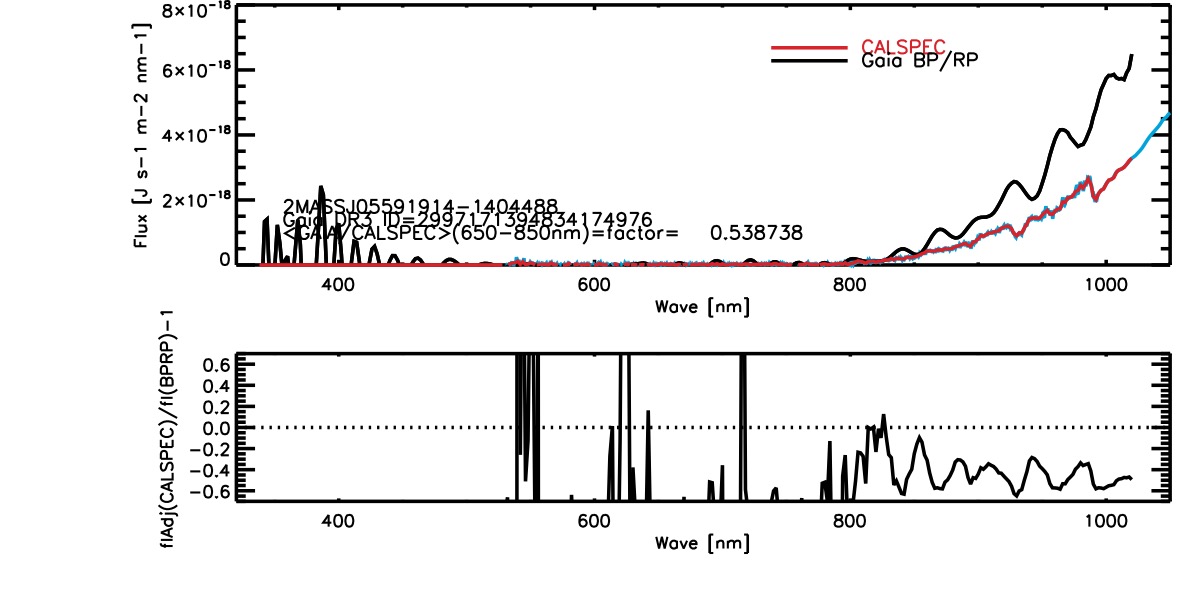 8×10⁻¹⁸
6×10⁻¹⁸
4×10⁻¹⁸
2×10⁻¹⁸
0
Flux [J s−1 m−2 nm−1]
CALSPEC
Gaia BP/RP
2MASSJ05591914−1404488
Gaia DR3 ID=2997171394834174976
<GAIA/CALSPEC>(650−850nm)=factor= 0.538738
400 600 800 1000
Wave [nm]
flAdj(CALSPEC)/fl(BPRP)−1
0.6
0.4
0.2
0.0
−0.2
−0.4
−0.6
400 600 800 1000
Wave [nm]